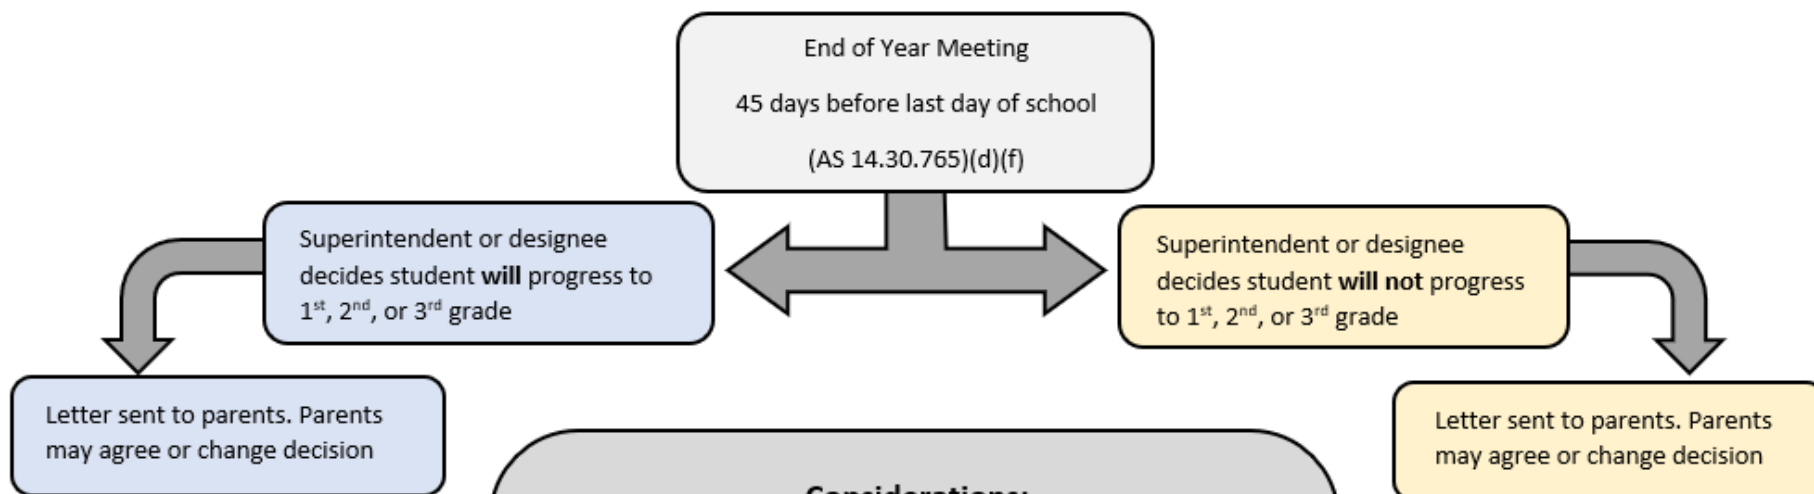 End of Year Meeting
45 days before last day of school
(AS 14.30.765)(d)(f)
Superintendent or designee
decides student will progress to
1st, 2nd, or 3rd grade
Superintendent or designee
decides student will not progress
to 1st, 2nd, or 3rd grade
Letter sent to parents. Parents
may agree or change decision
Letter sent to parents. Parents
may agree or change decision
Considerations: